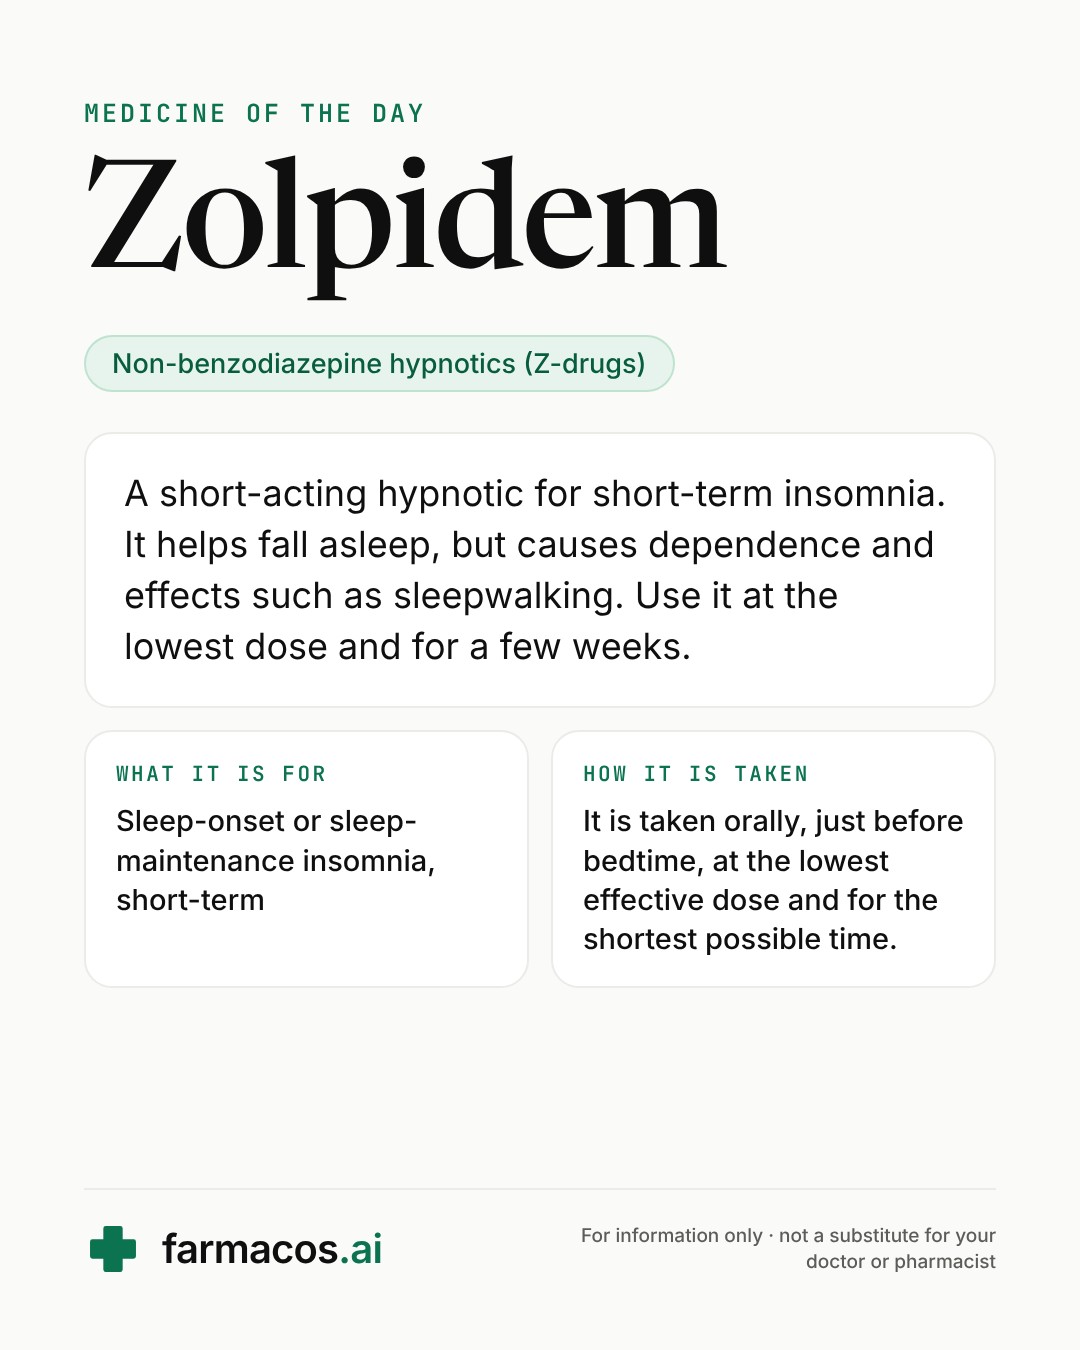 MEDICINE OF THE DAY
Zolpidem
Non-benzodiazepine hypnotics (Z-drugs)
A short-acting hypnotic for short-term insomnia.
It helps fall asleep, but causes dependence and
effects such as sleepwalking. Use it at the
lowest dose and for a few weeks.
WHAT IT IS FOR
Sleep-onset or sleep-
maintenance insomnia,
short-term
HOW IT IS TAKEN
It is taken orally, just before
bedtime, at the lowest
effective dose and for the
shortest possible time.
farmacos.ai
For information only · not a substitute for your
doctor or pharmacist